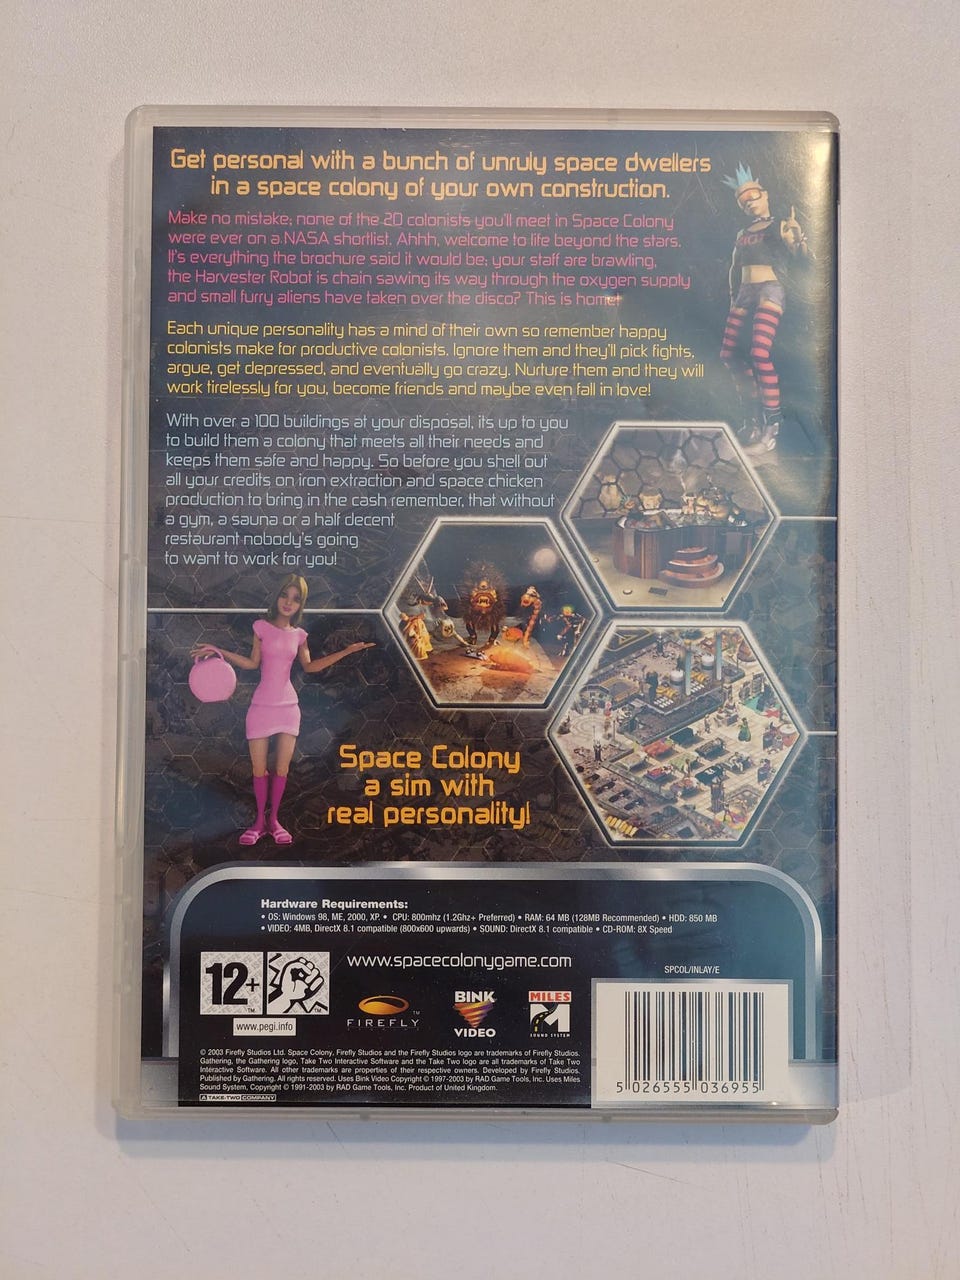 Get personal with a bunch of unruly space dwellers
in a space colony of your own construction.
Make no mistake; none of the 20 colonists you'll meet in Space Colony
were ever on a NASA shortlist. Ahhh, welcome to life beyond the stars.
It's everything the brochure said it would be; your staff are brawling,
the Harvester Robot is chain sawing its way through the oxygen supply
and small furry aliens have taken over the disco? This is home!
Each unique personality has a mind of their own so remember happy
colonists make for productive colonists. Ignore them and they'll pick fights,
argue, get depressed, and eventually go crazy. Nurture them and they will
work tirelessly for you, become friends and maybe even fall in love!
With over a 100 buildings at your disposal, its up to you
to build them a colony that meets all their needs and
keeps them safe and happy. So before you shell out
all your credits on iron extraction and space chicken
production to bring in the cash remember, that without
a gym, a sauna or a half decent
restaurant nobody's going
to want to work for you!
Space Colony
a sim with
real personality!
Hardware Requirements:
• OS: Windows 98, ME, 2000, XP. • CPU: 800mhz (1.2Ghz+ Preferred) • RAM: 64 MB (128MB Recommended) • HDD: 850 MB
• VIDEO: 4MB, DirectX 8.1 compatible (800x600 upwards) • SOUND: DirectX 8.1 compatible • CD-ROM: 8X Speed
www.spacecolonygame.com
SPCOL/INLAY/E
12+
www.pegi.info
FIREFLY™
BINK
VIDEO
MILES
SOUND SYSTEM
© 2003 Firefly Studios Ltd. Space Colony, Firefly Studios and the Firefly Studios logo are trademarks of Firefly Studios.
Gathering, the Gathering logo, Take Two Interactive Software and the Take Two logo are all trademarks of Take Two
Interactive Software. All other trademarks are properties of their respective owners. Developed by Firefly Studios.
Published by Gathering. All rights reserved. Uses Bink Video Copyright © 1997-2003 by RAD Game Tools, Inc. Uses Miles
Sound System, Copyright © 1991-2003 by RAD Game Tools, Inc. Product of United Kingdom.
A TAKE-TWO COMPANY
5 026555 036955